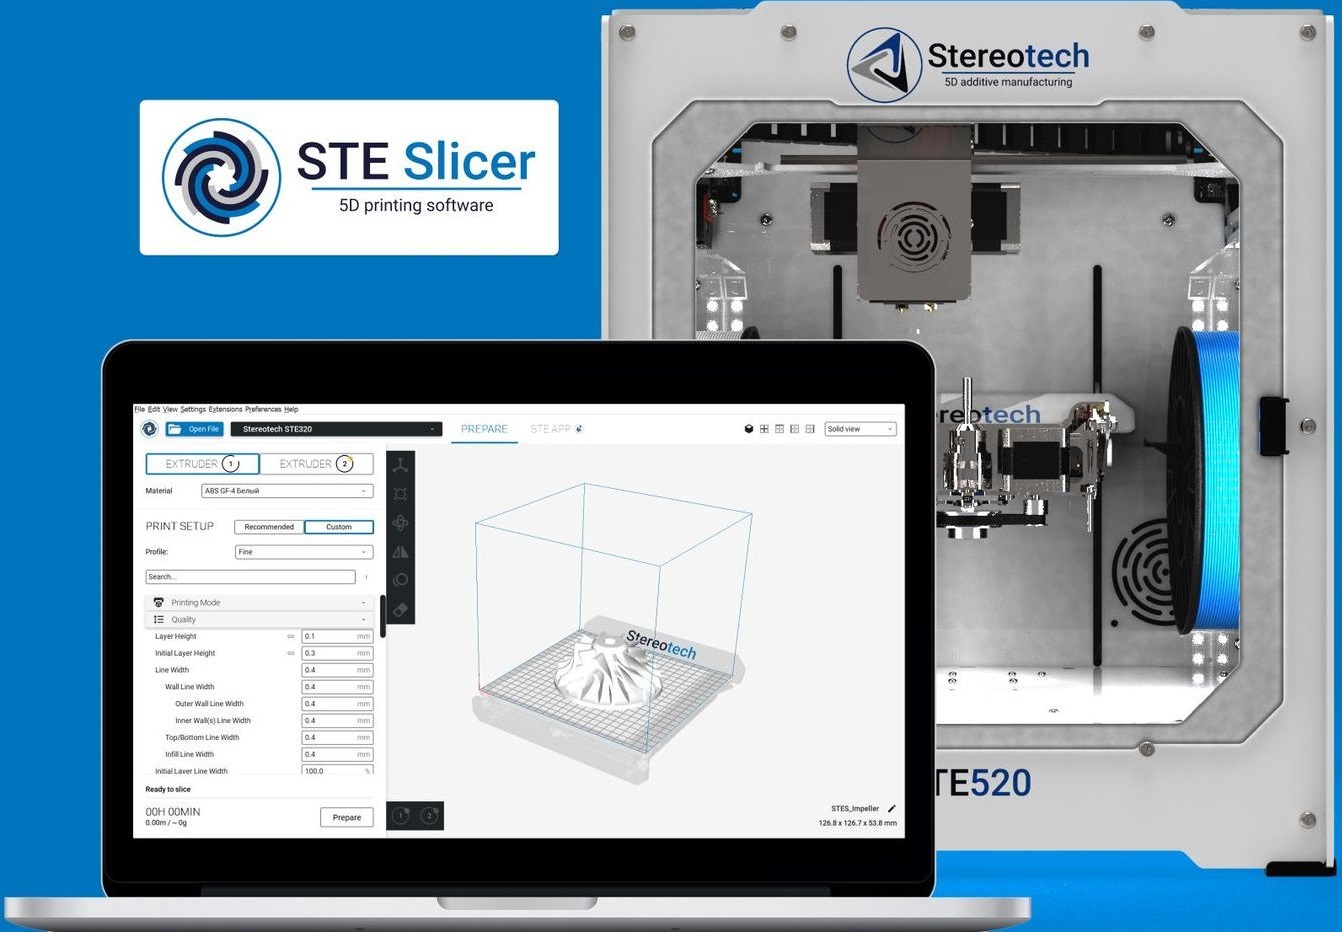 Stereotech
5D additive manufacturing
STE Slicer
5D printing software
File Edit View Settings Extensions Preferences Help
Open File
Stereotech STE320
PREPARE
STE APP
Solid view
EXTRUDER 1
EXTRUDER 2
Material
ABS GF-4 Белый
PRINT SETUP
Recommended
Custom
Profile:
Fine
Search...
Printing Mode
Quality
Layer Height 0.1 mm
Initial Layer Height 0.3 mm
Line Width 0.4 mm
Wall Line Width 0.4 mm
Outer Wall Line Width 0.4 mm
Inner Wall(s) Line Width 0.4 mm
Top/Bottom Line Width 0.4 mm
Infill Line Width 0.4 mm
Initial Layer Line Width 100.0 %
Ready to slice
00H 00MIN
0.00m / ~ 0g
Prepare
1 2
Stereotech
STES_Impeller
126.8 x 126.7 x 53.8 mm
reotech
TE520